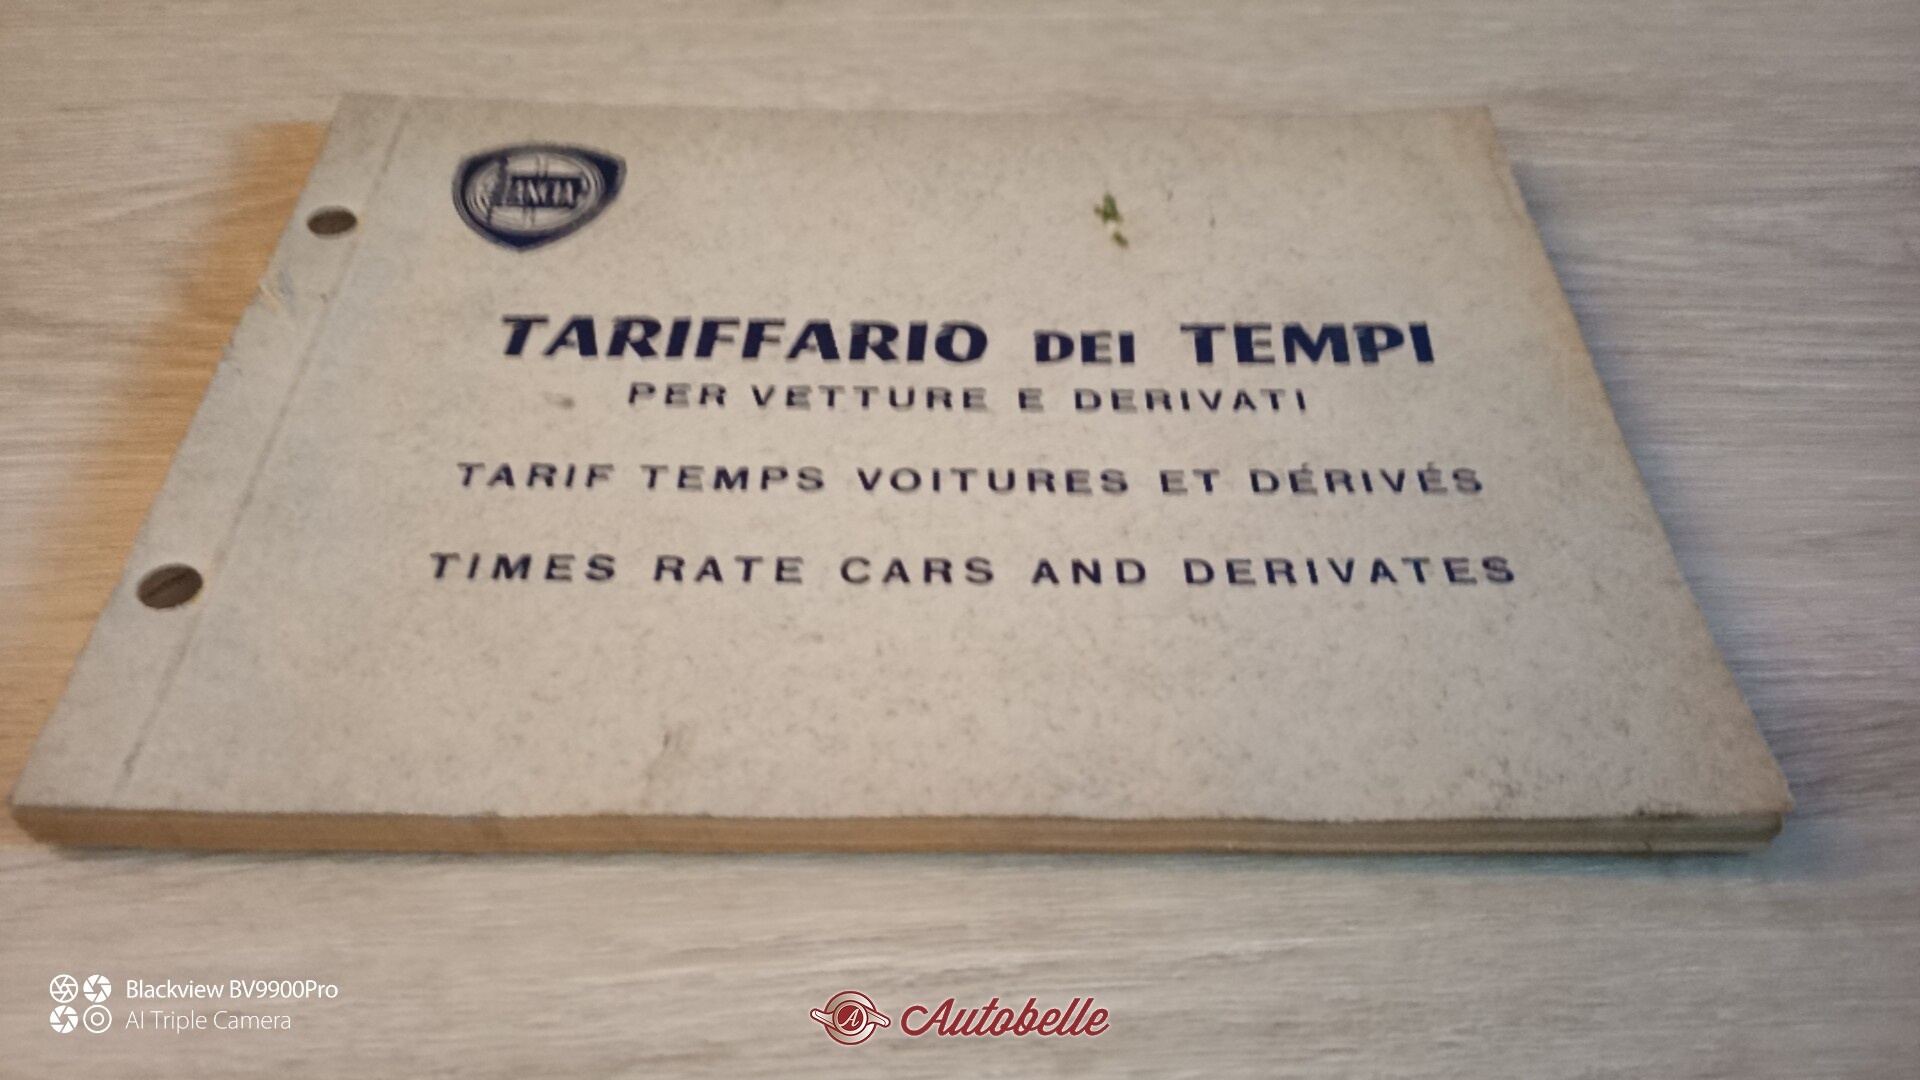 LANCIA
TARIFFARIO DEI TEMPI
PER VETTURE E DERIVATI
TARIF TEMPS VOITURES ET DÉRIVÉS
TIMES RATE CARS AND DERIVATES
Blackview BV9900Pro
AI Triple Camera
A Autobelle